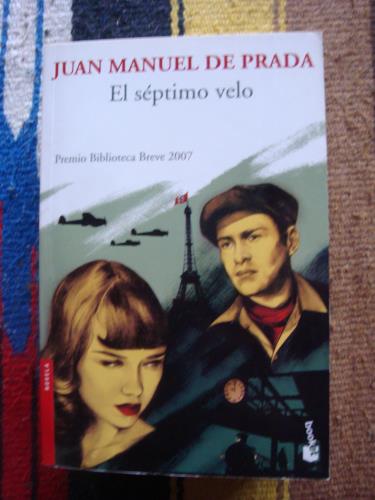 JUAN MANUEL DE PRADA
El séptimo velo
Premio Biblioteca Breve 2007
NOVELA
booket